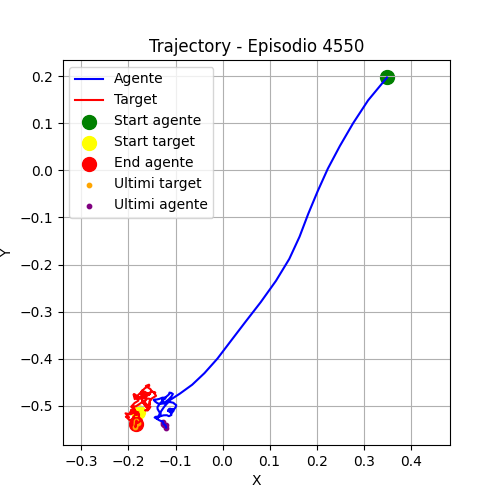 Trajectory - Episodio 4550
Agente
Target
Start agente
Start target
End agente
Ultimi target
Ultimi agente
0.2
0.1
0.0
−0.1
−0.2
−0.3
−0.4
−0.5
Y
−0.3 −0.2 −0.1 0.0 0.1 0.2 0.3 0.4
X